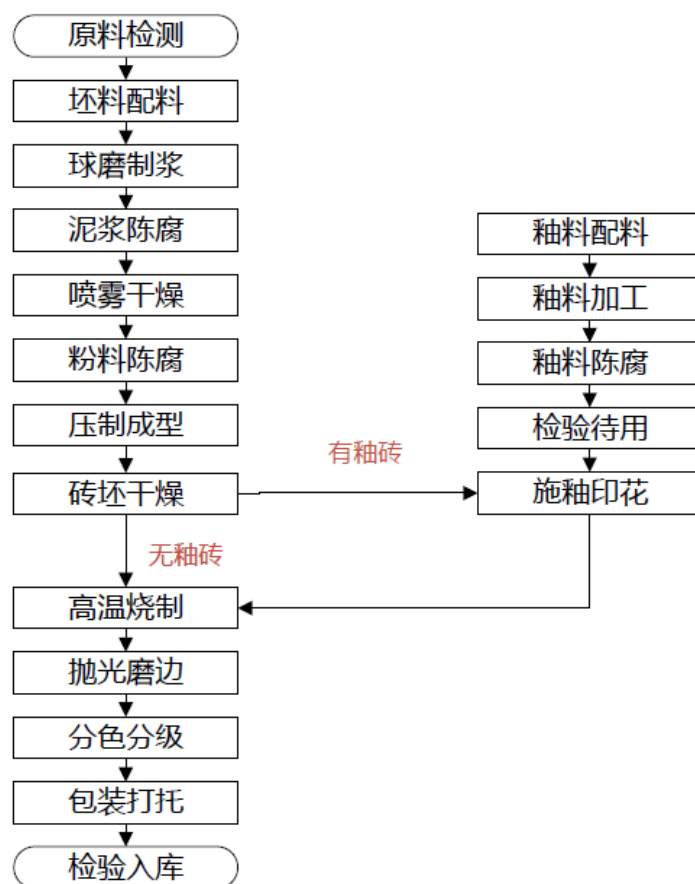 原料检测
坯料配料
球磨制浆
泥浆陈腐
喷雾干燥
粉料陈腐
压制成型
砖坯干燥
有釉砖
无釉砖
釉料配料
釉料加工
釉料陈腐
检验待用
施釉印花
高温烧制
抛光磨边
分色分级
包装打托
检验入库